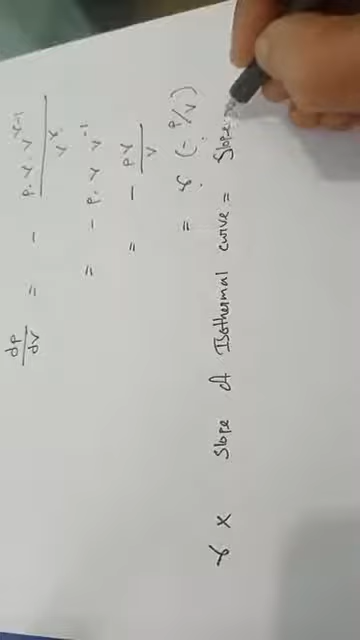 dP/dV = - P. γ. V^γ-1 / V^γ
= - P. γ V^-1
= - Pγ / V
= γ (- P/V)
γ × Slope of Isothermal curve = Slope